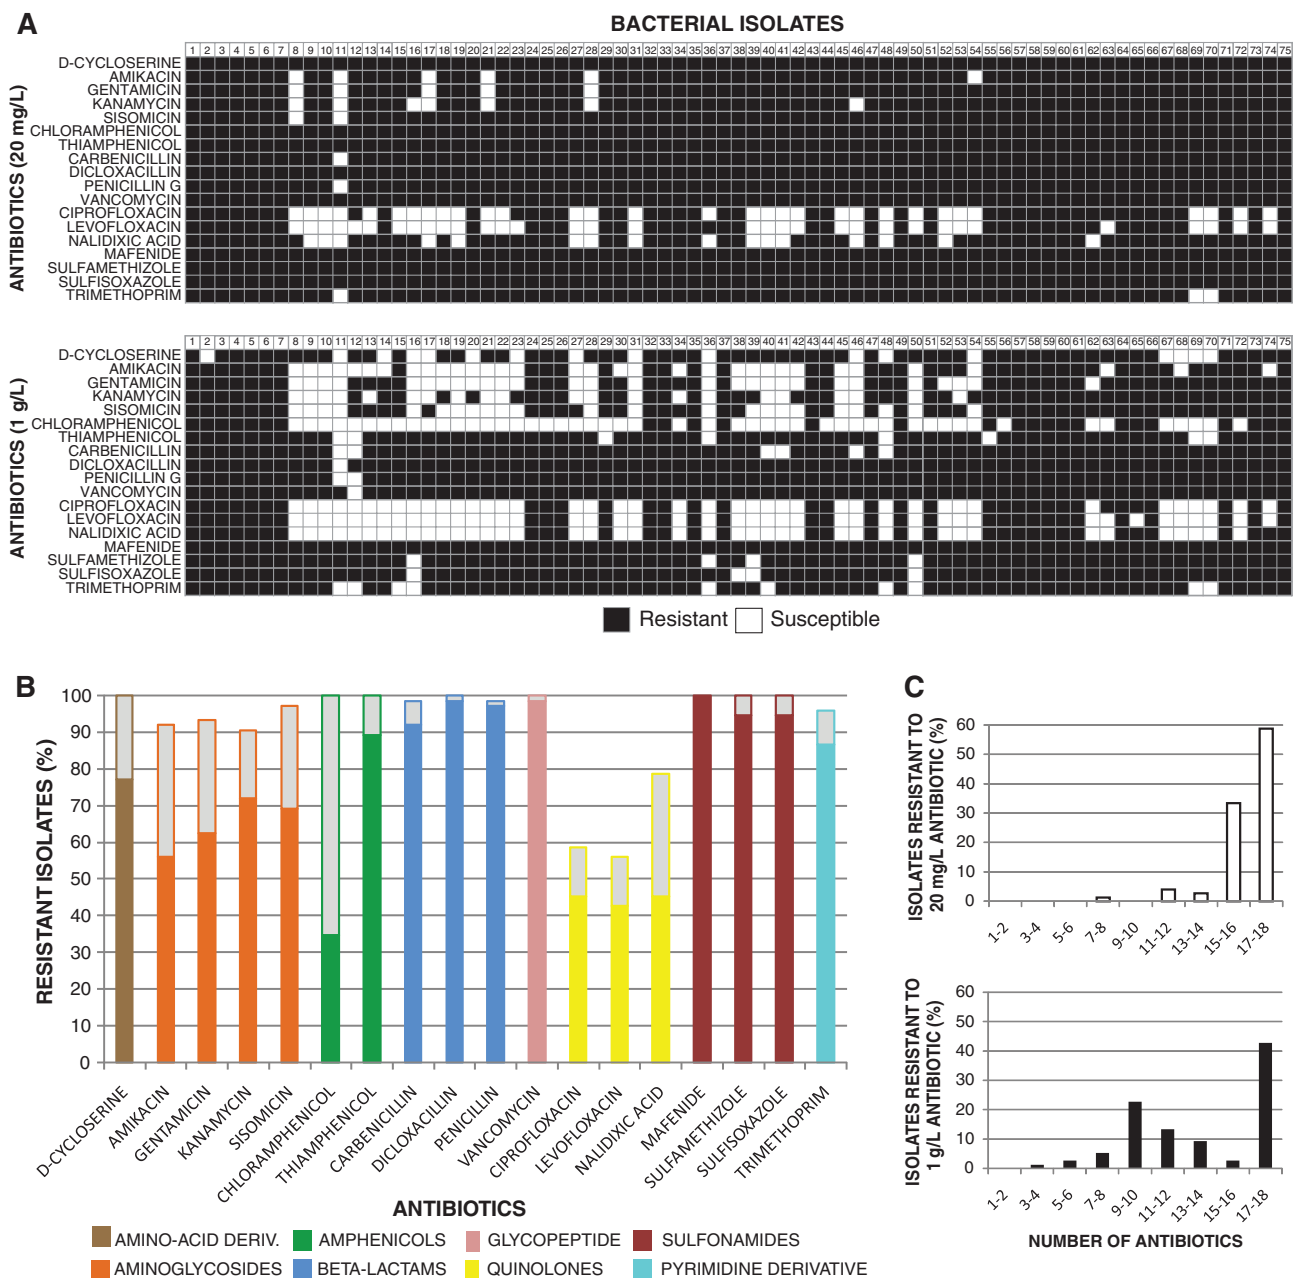 A
BACTERIAL ISOLATES
ANTIBIOTICS (20 mg/L)
1 2 3 4 5 6 7 8 9 10 11 12 13 14 15 16 17 18 19 20 21 22 23 24 25 26 27 28 29 30 31 32 33 34 35 36 37 38 39 40 41 42 43 44 45 46 47 48 49 50 51 52 53 54 55 56 57 58 59 60 61 62 63 64 65 66 67 68 69 70 71 72 73 74 75
D-CYCLOSERINE
AMIKACIN
GENTAMICIN
KANAMYCIN
SISOMICIN
CHLORAMPHENICOL
THIAMPHENICOL
CARBENICILLIN
DICLOXACILLIN
PENICILLIN G
VANCOMYCIN
CIPROFLOXACIN
LEVOFLOXACIN
NALIDIXIC ACID
MAFENIDE
SULFAMETHIZOLE
SULFISOXAZOLE
TRIMETHOPRIM
ANTIBIOTICS (1 g/L)
1 2 3 4 5 6 7 8 9 10 11 12 13 14 15 16 17 18 19 20 21 22 23 24 25 26 27 28 29 30 31 32 33 34 35 36 37 38 39 40 41 42 43 44 45 46 47 48 49 50 51 52 53 54 55 56 57 58 59 60 61 62 63 64 65 66 67 68 69 70 71 72 73 74 75
D-CYCLOSERINE
AMIKACIN
GENTAMICIN
KANAMYCIN
SISOMICIN
CHLORAMPHENICOL
THIAMPHENICOL
CARBENICILLIN
DICLOXACILLIN
PENICILLIN G
VANCOMYCIN
CIPROFLOXACIN
LEVOFLOXACIN
NALIDIXIC ACID
MAFENIDE
SULFAMETHIZOLE
SULFISOXAZOLE
TRIMETHOPRIM
Resistant Susceptible
B
RESISTANT ISOLATES (%)
100
90
80
70
60
50
40
30
20
10
0
D-CYCLOSERINE
AMIKACIN
GENTAMICIN
KANAMYCIN
SISOMICIN
CHLORAMPHENICOL
THIAMPHENICOL
CARBENICILLIN
DICLOXACILLIN
PENICILLIN
VANCOMYCIN
CIPROFLOXACIN
LEVOFLOXACIN
NALIDIXIC ACID
MAFENIDE
SULFAMETHIZOLE
SULFISOXAZOLE
TRIMETHOPRIM
ANTIBIOTICS
AMINO-ACID DERIV. AMPHENICOLS GLYCOPEPTIDE SULFONAMIDES
AMINOGLYCOSIDES BETA-LACTAMS QUINOLONES PYRIMIDINE DERIVATIVE
C
ISOLATES RESISTANT TO
20 mg/L ANTIBIOTIC (%)
60
50
40
30
20
10
0
1-2 3-4 5-6 7-8 9-10 11-12 13-14 15-16 17-18
ISOLATES RESISTANT TO
1 g/L ANTIBIOTIC (%)
60
50
40
30
20
10
0
1-2 3-4 5-6 7-8 9-10 11-12 13-14 15-16 17-18
NUMBER OF ANTIBIOTICS